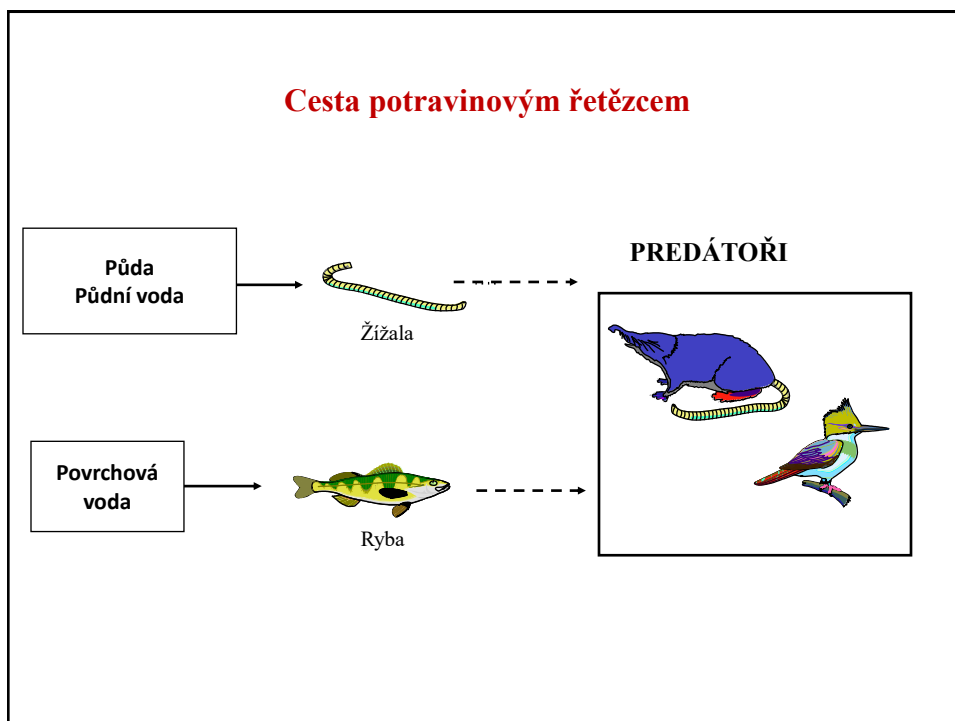 Cesta potravinovým řetězcem
Půda
Půdní voda
Žížala
PREDÁTOŘI
Povrchová
voda
Ryba